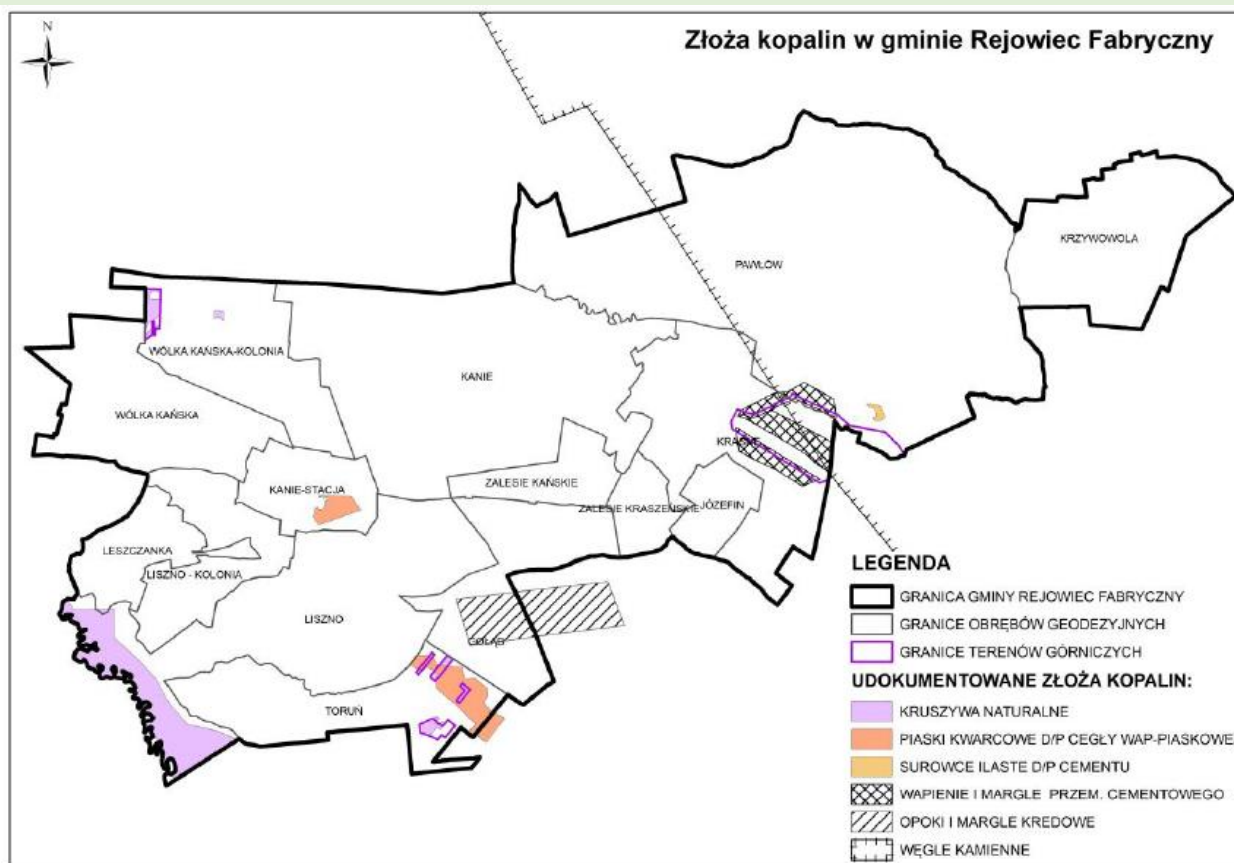 N
Złoża kopalin w gminie Rejowiec Fabryczny
KRZYWOWOLA
PAWŁÓW
WÓLKA KAŃSKA-KOLONIA
KANIE
WÓLKA KAŃSKA
KRASNE
KANIE-STACJA
ZALESIE KAŃSKIE
ZALESIE KRASZEŃSKIE
JÓZEFIN
LESZCZANKA
LISZNO - KOLONIA
LISZNO
GOŁĄB
TORUŃ
LEGENDA
GRANICA GMINY REJOWIEC FABRYCZNY
GRANICE OBRĘBÓW GEODEZYJNYCH
GRANICE TERENÓW GÓRNICZYCH
UDOKUMENTOWANE ZŁOŻA KOPALIN:
KRUSZYWA NATURALNE
PIASKI KWARCOWE D/P CEGŁY WAP-PIASKOWE
SUROWCE ILASTE D/P CEMENTU
WAPIENIE I MARGLE PRZEM. CEMENTOWEGO
OPOKI I MARGLE KREDOWE
WĘGLE KAMIENNE